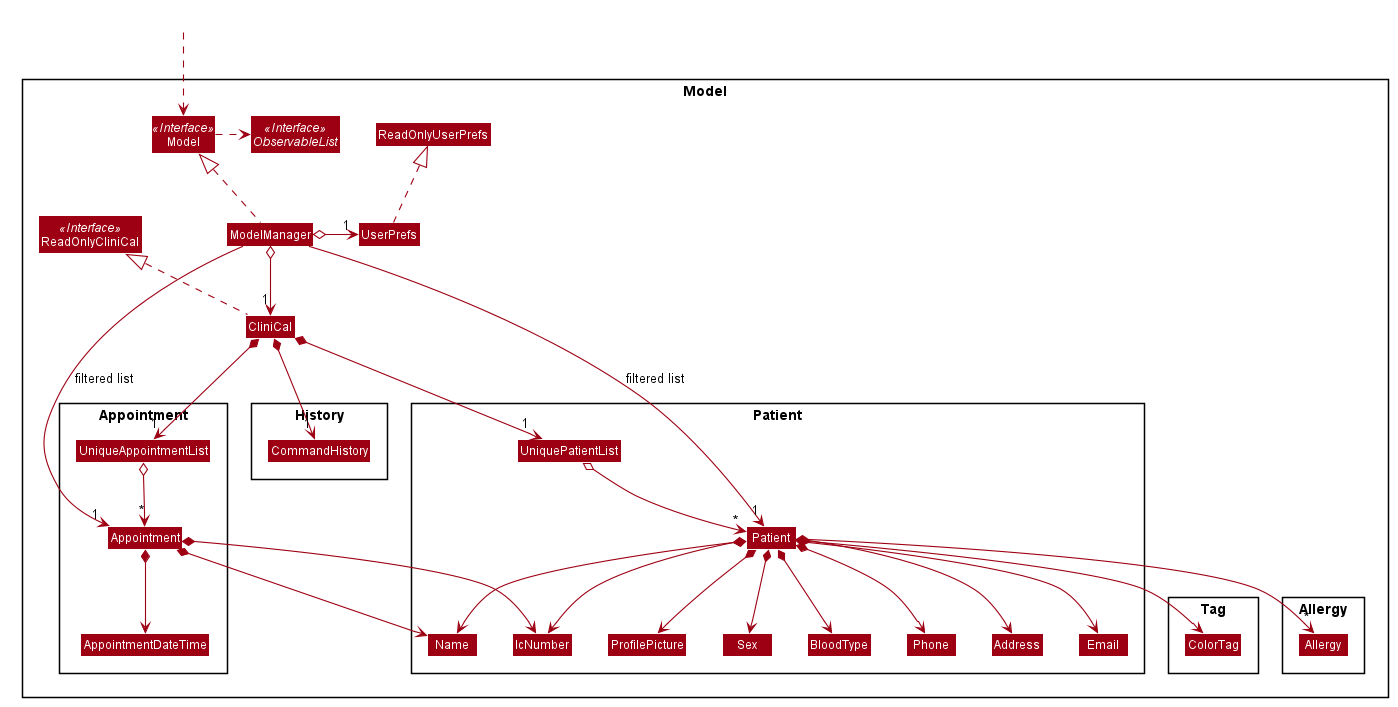 Model
«Interface»
Model
«Interface»
ObservableList
ReadOnlyUserPrefs
«Interface»
ReadOnlyCliniCal
ModelManager
1
UserPrefs
1
CliniCal
filtered list
filtered list
Appointment
History
Patient
1
1
1
UniqueAppointmentList
CommandHistory
UniquePatientList
1
*
*
1
Appointment
Patient
Tag
Allergy
*
AppointmentDateTime
Name
IcNumber
ProfilePicture
Sex
BloodType
Phone
Address
Email
ColorTag
Allergy